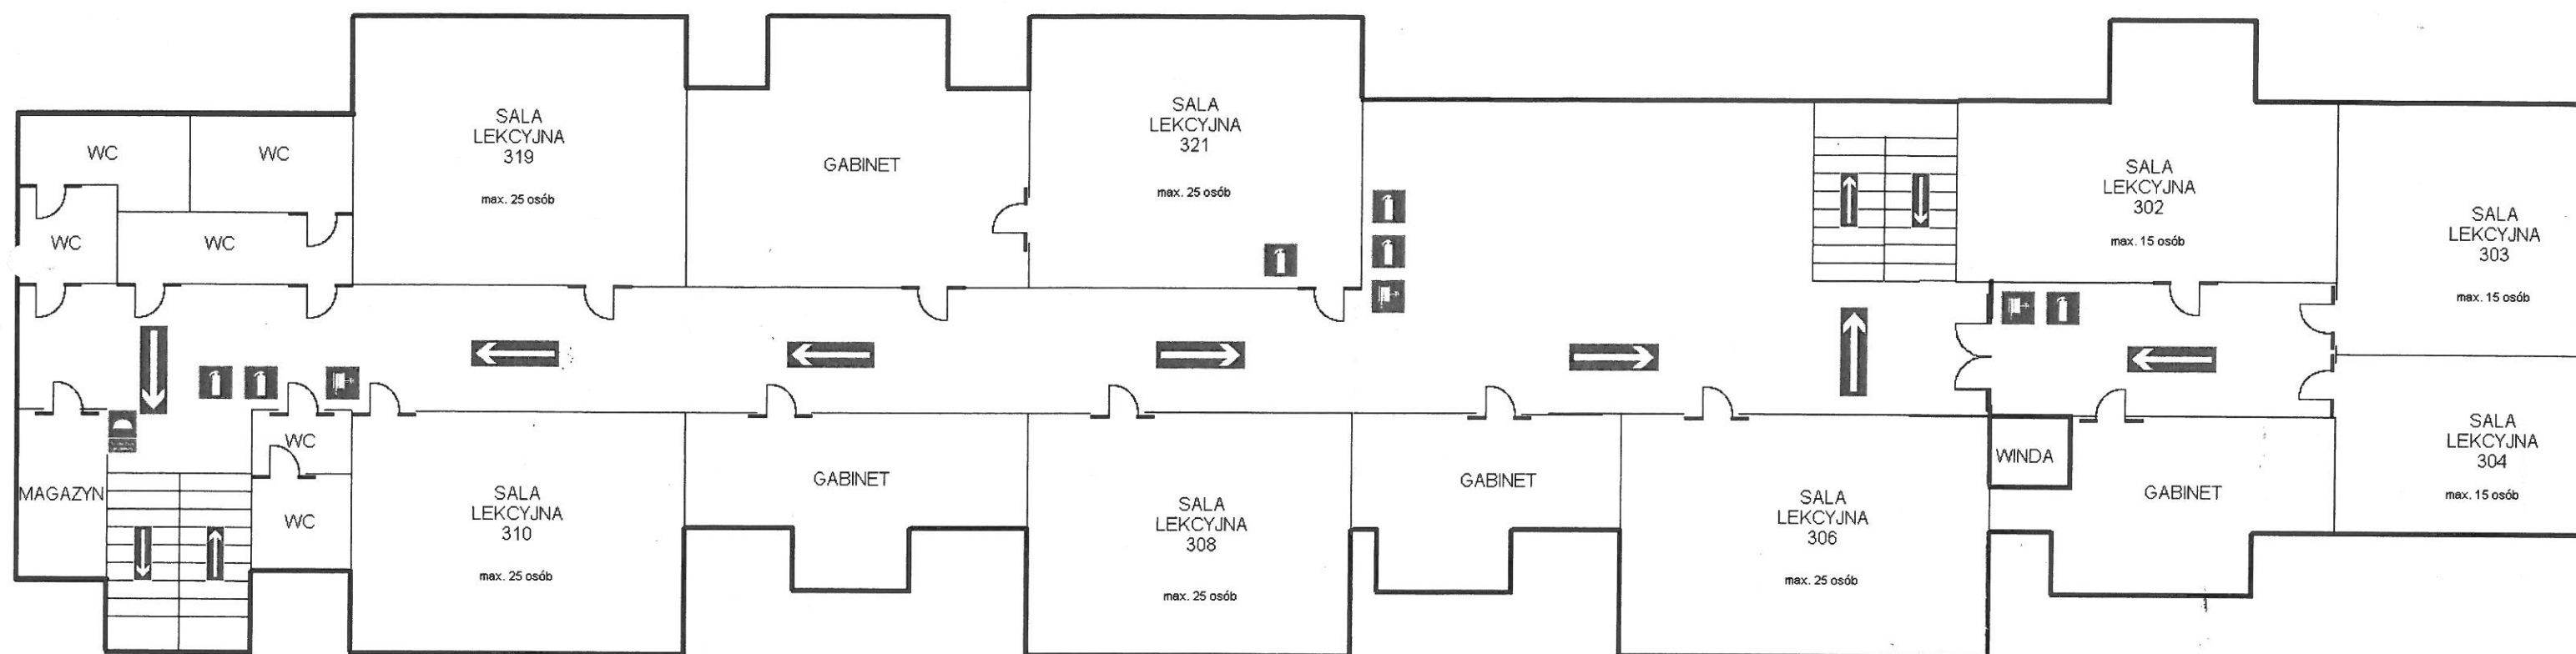 WC
WC
WC
WC
SALA
LEKCYJNA
319
max. 25 osób
GABINET
SALA
LEKCYJNA
321
max. 25 osób
SALA
LEKCYJNA
302
max. 15 osób
SALA
LEKCYJNA
303
max. 15 osób
MAGAZYN
WC
WC
SALA
LEKCYJNA
310
max. 25 osób
GABINET
SALA
LEKCYJNA
308
max. 25 osób
GABINET
SALA
LEKCYJNA
306
max. 25 osób
WINDA
GABINET
SALA
LEKCYJNA
304
max. 15 osób